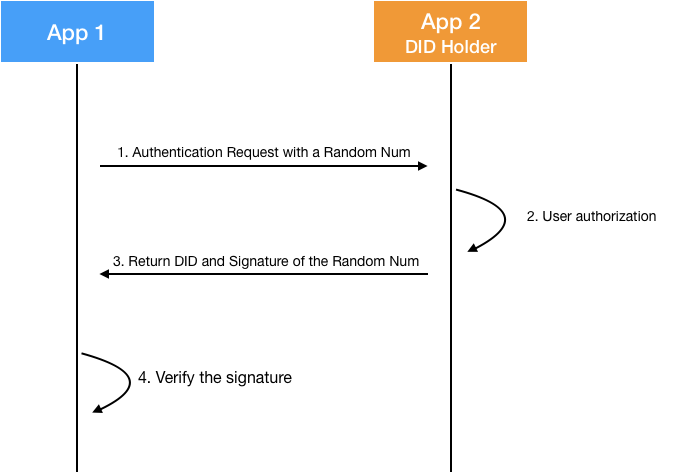 App 1
App 2
DID Holder
1. Authentication Request with a Random Num
2. User authorization
3. Return DID and Signature of the Random Num
4. Verify the signature